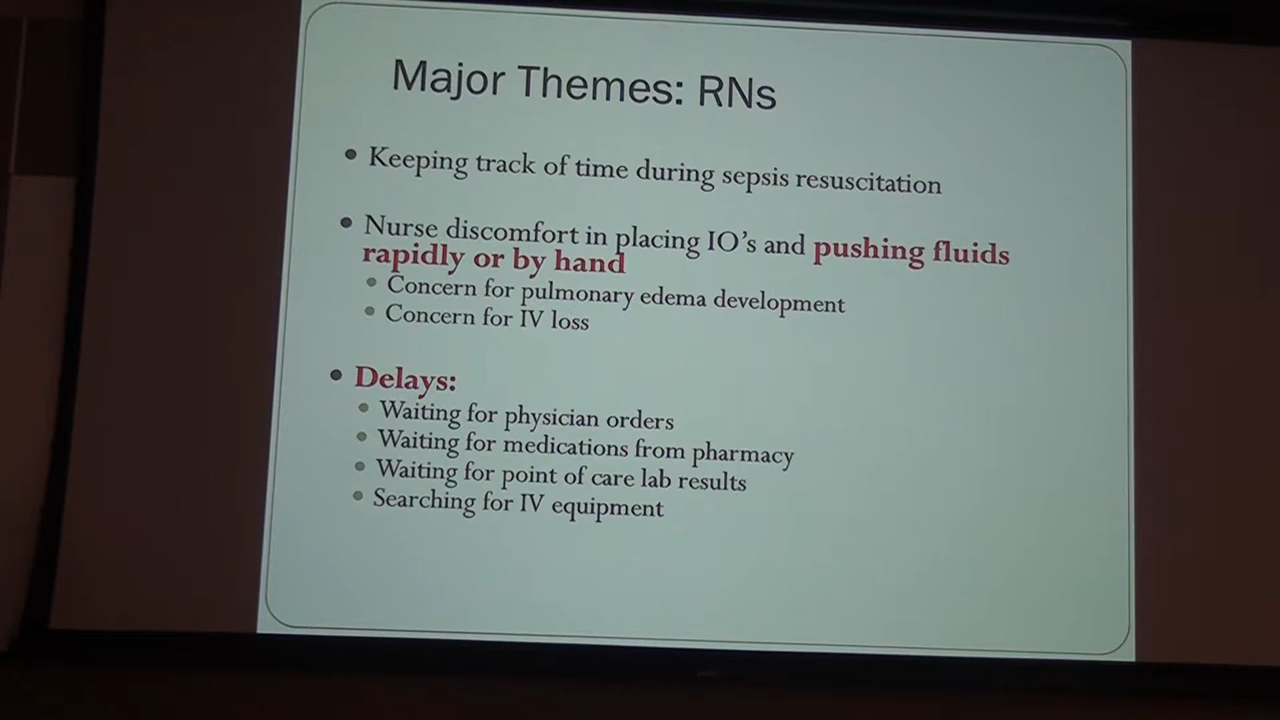 Major Themes: RNs
• Keeping track of time during sepsis resuscitation
• Nurse discomfort in placing IO's and pushing fluids
rapidly or by hand
• Concern for pulmonary edema development
• Concern for IV loss
• Delays:
• Waiting for physician orders
• Waiting for medications from pharmacy
• Waiting for point of care lab results
• Searching for IV equipment